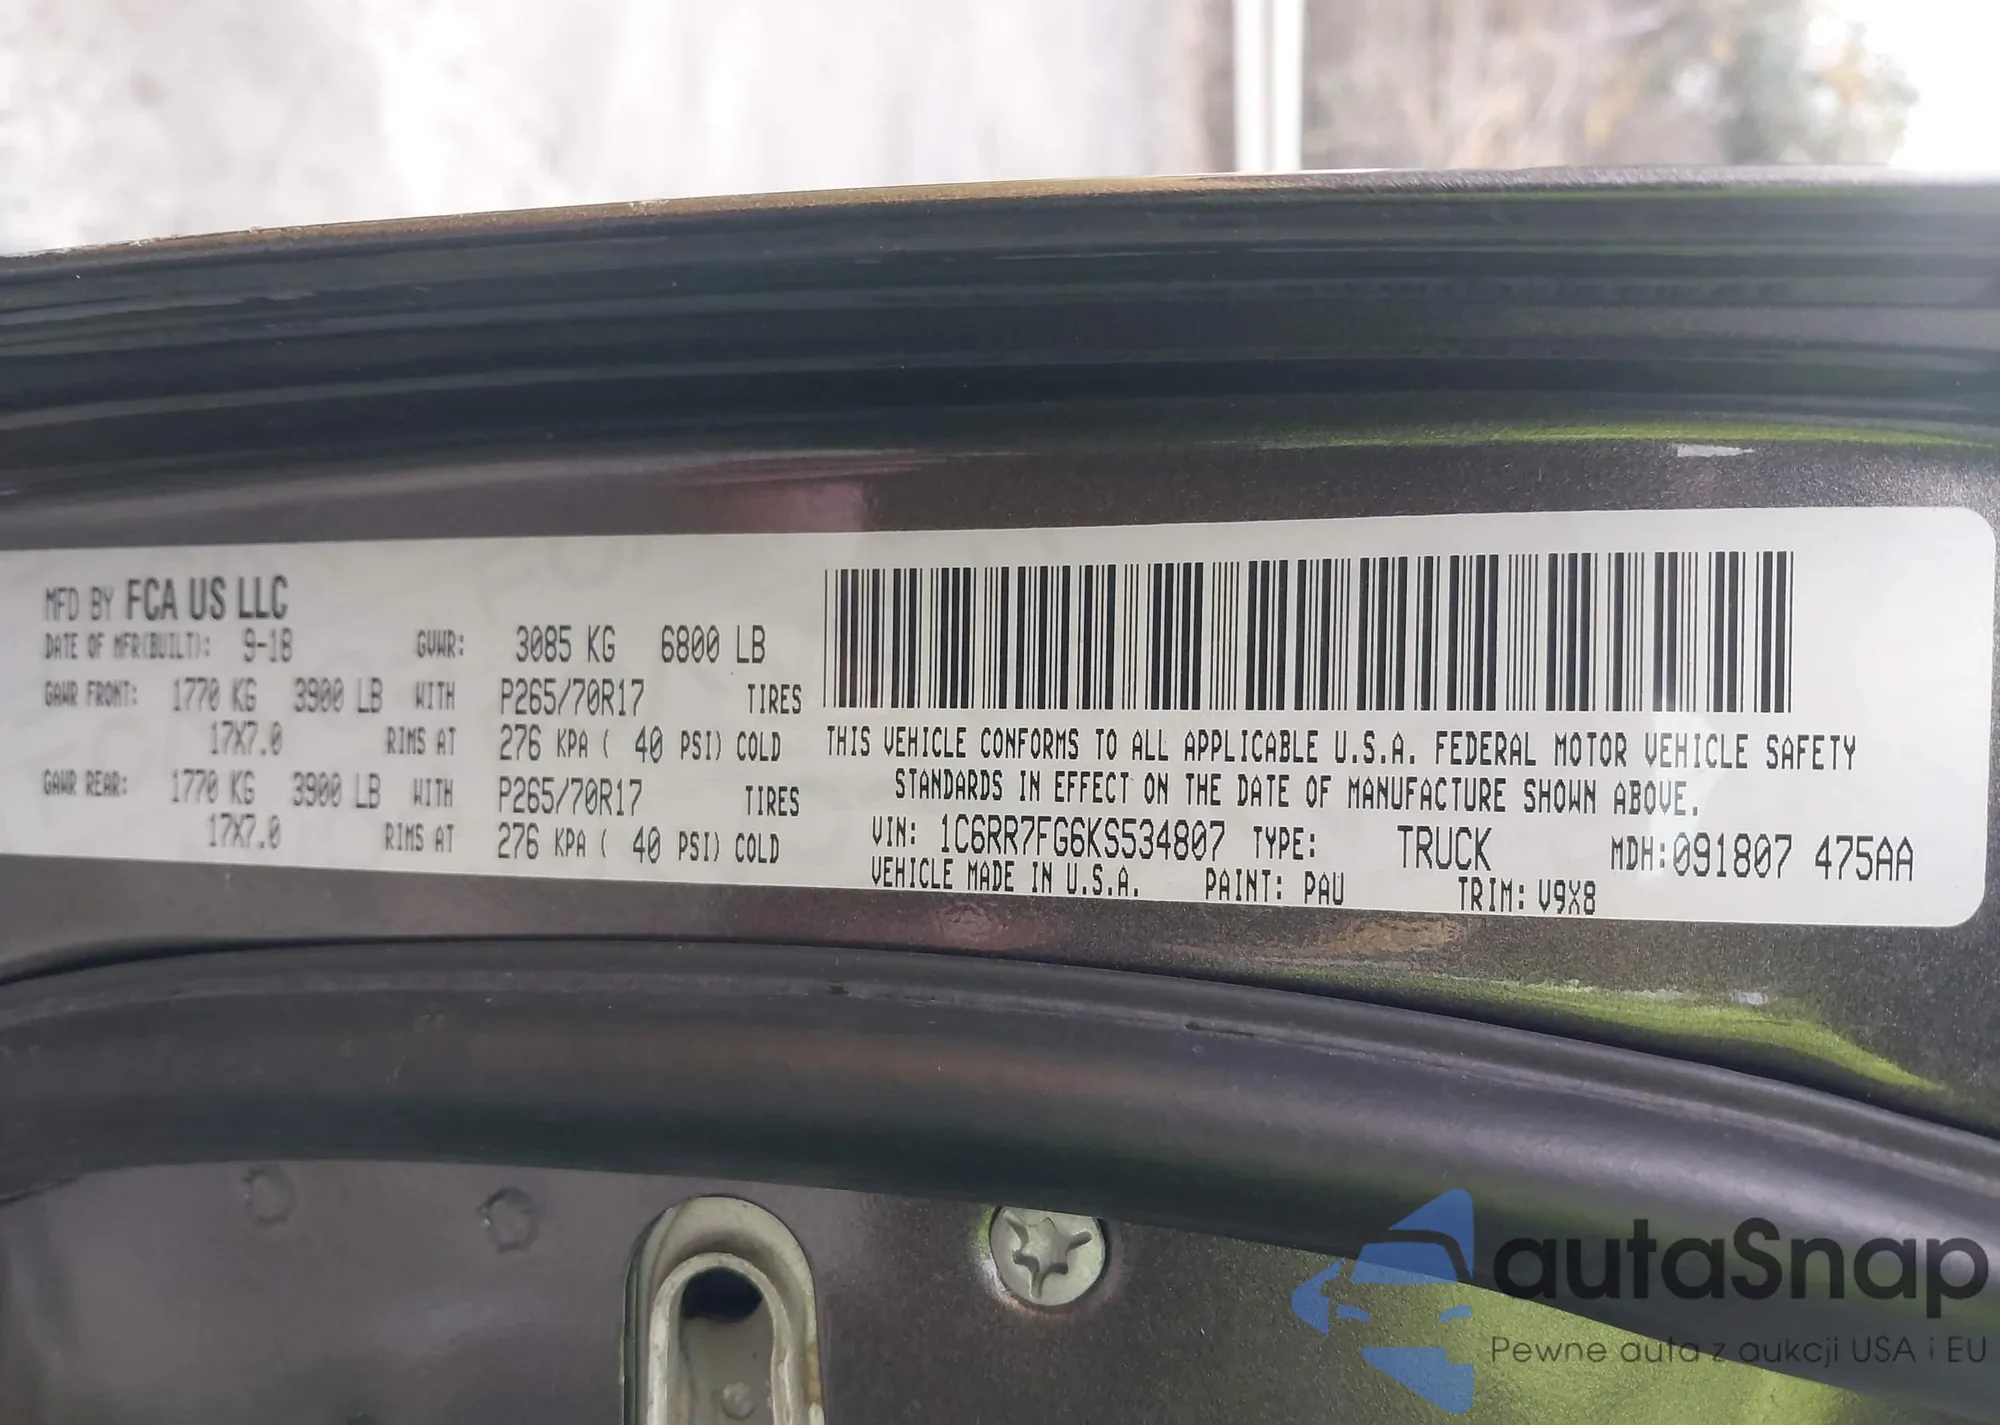 MFD BY FCA US LLC
DATE OF MFR(BUILT): 9-18 GVWR: 3085 KG 6800 LB
GAWR FRONT: 1770 KG 3900 LB WITH P265/70R17 TIRES
17X7.0 RIMS AT 276 KPA ( 40 PSI) COLD
GAWR REAR: 1770 KG 3900 LB WITH P265/70R17 TIRES
17X7.0 RIMS AT 276 KPA ( 40 PSI) COLD
THIS VEHICLE CONFORMS TO ALL APPLICABLE U.S.A. FEDERAL MOTOR VEHICLE SAFETY
STANDARDS IN EFFECT ON THE DATE OF MANUFACTURE SHOWN ABOVE.
VIN: 1C6RR7FG6KS534807 TYPE: TRUCK MDH:091807 475AA
VEHICLE MADE IN U.S.A. PAINT: PAU TRIM: V9X8
autaSnap
Pewne auta z aukcji USA i EU